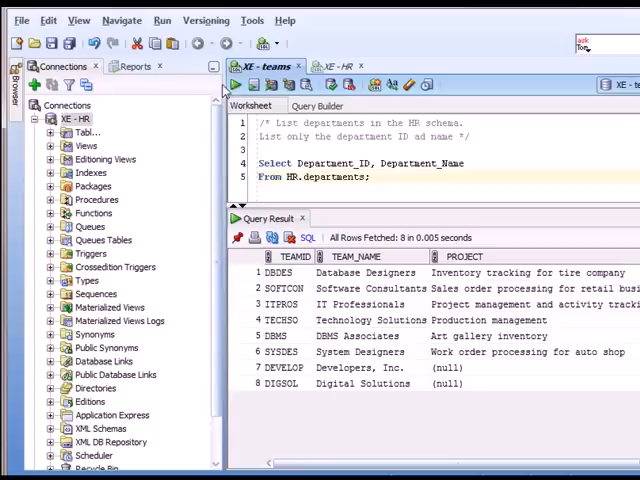 File Edit View Navigate Run Versioning Tools Help
ask
Connections Reports XE - teams XE - HR
Browser
XE - te
Worksheet Query Builder
Connections
XE - HR
Tabl...
Views
Editioning Views
Indexes
Packages
Procedures
Functions
Queues
Queues Tables
Triggers
Crossedition Triggers
Types
Sequences
Materialized Views
Materialized Views Logs
Synonyms
Public Synonyms
Database Links
Public Database Links
Directories
Editions
Application Express
XML Schemas
XML DB Repository
Scheduler
Recycle Bin
1 /* List departments in the HR schema.
2 List only the department ID ad name */
3
4 Select Department_ID, Department_Name
5 From HR.departments;
Query Result
SQL All Rows Fetched: 8 in 0.005 seconds
TEAMID TEAM_NAME PROJECT
1 DBDES Database Designers Inventory tracking for tire company
2 SOFTCON Software Consultants Sales order processing for retail busi
3 ITPROS IT Professionals Project management and activity tracki
4 TECHSO Technology Solutions Production management
5 DBMS DBMS Associates Art gallery inventory
6 SYSDES System Designers Work order processing for auto shop
7 DEVELOP Developers, Inc. (null)
8 DIGSOL Digital Solutions (null)